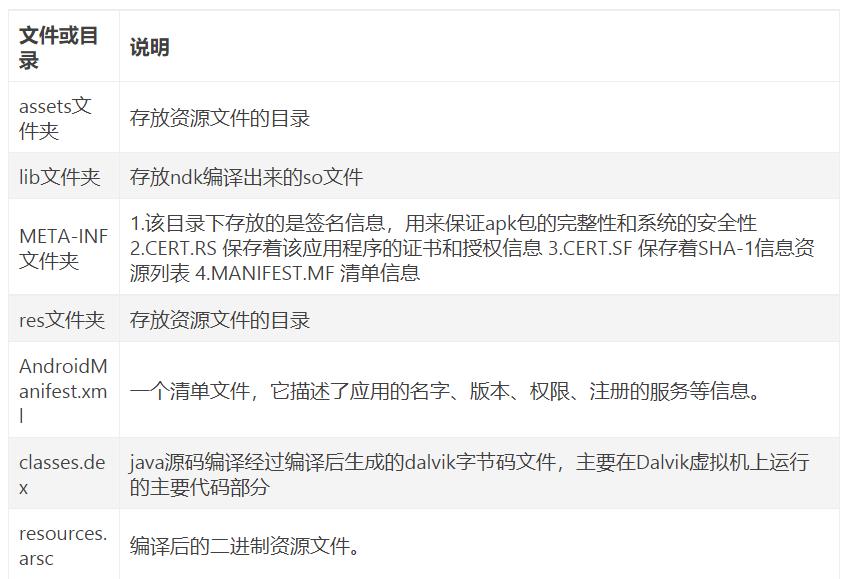 文件或目
录
说明
assets文
件夹
存放资源文件的目录
lib文件夹
存放ndk编译出来的so文件
META-INF
文件夹
1.该目录下存放的是签名信息，用来保证apk包的完整性和系统的安全性
2.CERT.RS 保存着该应用程序的证书和授权信息 3.CERT.SF 保存着SHA-1信息资
源列表 4.MANIFEST.MF 清单信息
res文件夹
存放资源文件的目录
AndroidM
anifest.xm
l
一个清单文件，它描述了应用的名字、版本、权限、注册的服务等信息。
classes.de
x
java源码编译经过编译后生成的dalvik字节码文件，主要在Dalvik虚拟机上运行
的主要代码部分
resources.
arsc
编译后的二进制资源文件。